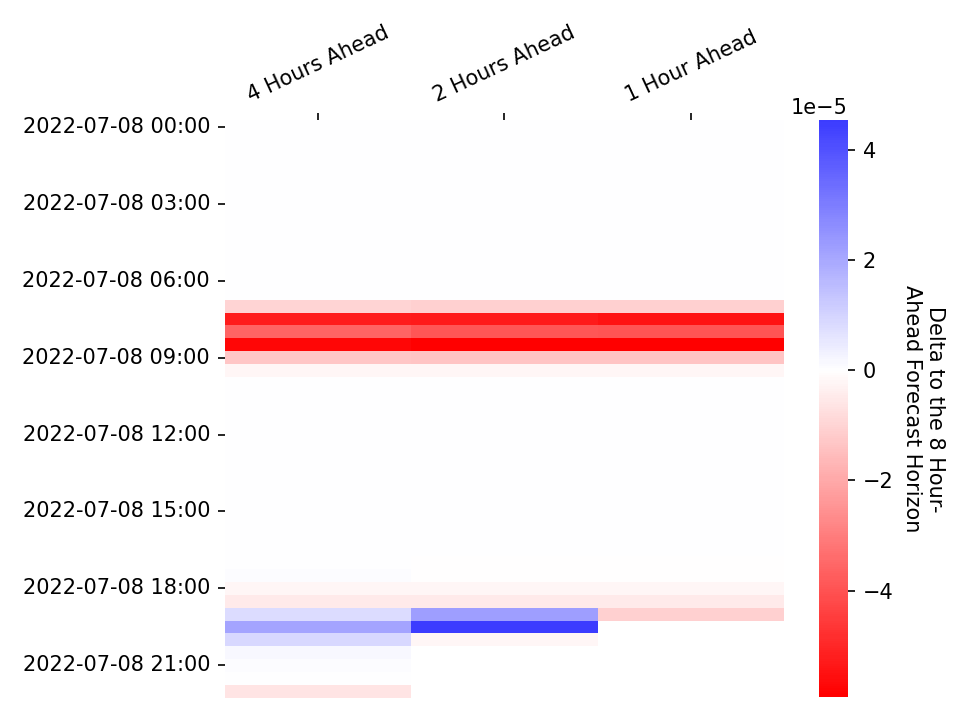 4 Hours Ahead
2 Hours Ahead
1 Hour Ahead
1e−5
2022-07-08 00:00
2022-07-08 03:00
2022-07-08 06:00
2022-07-08 09:00
2022-07-08 12:00
2022-07-08 15:00
2022-07-08 18:00
2022-07-08 21:00
4
2
0
−2
−4
Delta to the 8 Hour-
Ahead Forecast Horizon